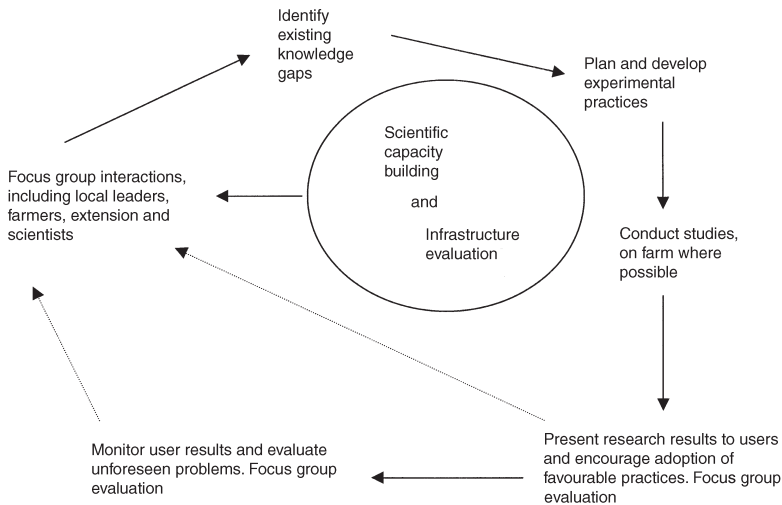 Identify
existing
knowledge
gaps
Plan and develop
experimental
practices
Scientific
capacity
building
and
Infrastructure
evaluation
Focus group interactions,
including local leaders,
farmers, extension and
scientists
Conduct studies,
on farm where
possible
Present research results to users
and encourage adoption of
favourable practices. Focus group
evaluation
Monitor user results and evaluate
unforeseen problems. Focus group
evaluation